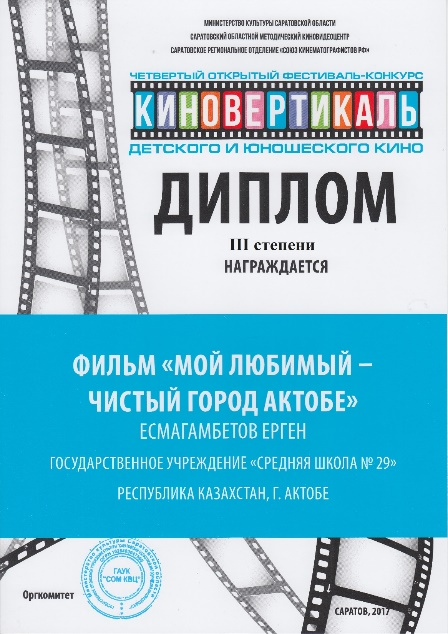 МИНИСТЕРСТВО КУЛЬТУРЫ САРАТОВСКОЙ ОБЛАСТИ
САРАТОВСКИЙ ОБЛАСТНОЙ МЕТОДИЧЕСКИЙ КИНОВИДЕОЦЕНТР
САРАТОВСКОЕ РЕГИОНАЛЬНОЕ ОТДЕЛЕНИЕ «СОЮЗ КИНЕМАТОГРАФИСТОВ РФ»
ЧЕТВЕРТЫЙ ОТКРЫТЫЙ ФЕСТИВАЛЬ-КОНКУРС
КИНОВЕРТИКАЛЬ
ДЕТСКОГО И ЮНОШЕСКОГО КИНО
ДИПЛОМ
III степени
НАГРАЖДАЕТСЯ
ФИЛЬМ «МОЙ ЛЮБИМЫЙ –
ЧИСТЫЙ ГОРОД АКТОБЕ»
ЕСМАГАМБЕТОВ ЕРГЕН
ГОСУДАРСТВЕННОЕ УЧРЕЖДЕНИЕ «СРЕДНЯЯ ШКОЛА № 29»
РЕСПУБЛИКА КАЗАХСТАН, Г. АКТОБЕ
ГАУК
"СОМ-КВЦ"
Оргкомитет
САРАТОВ, 2017